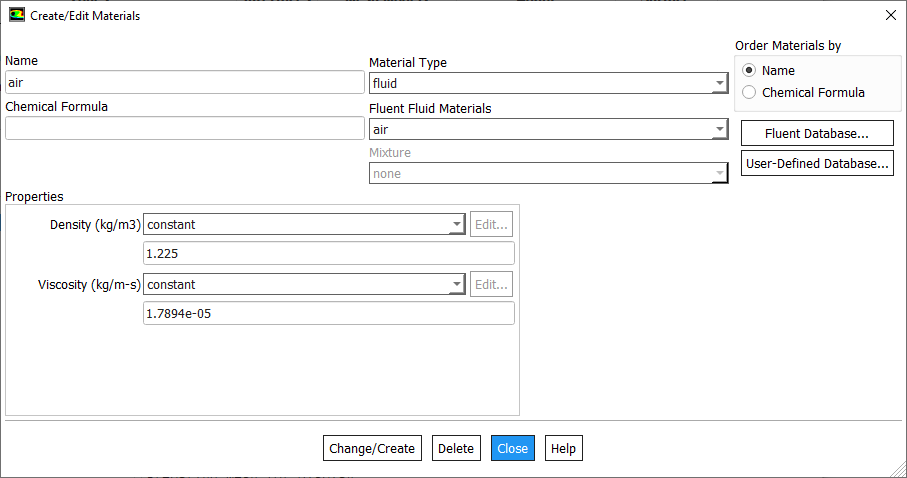 Create/Edit Materials
Name
air
Chemical Formula
Material Type
fluid
Fluent Fluid Materials
air
Mixture
none
Order Materials by
Name
Chemical Formula
Fluent Database...
User-Defined Database...
Properties
Density (kg/m3) constant Edit...
1.225
Viscosity (kg/m-s) constant Edit...
1.7894e-05
Change/Create Delete Close Help